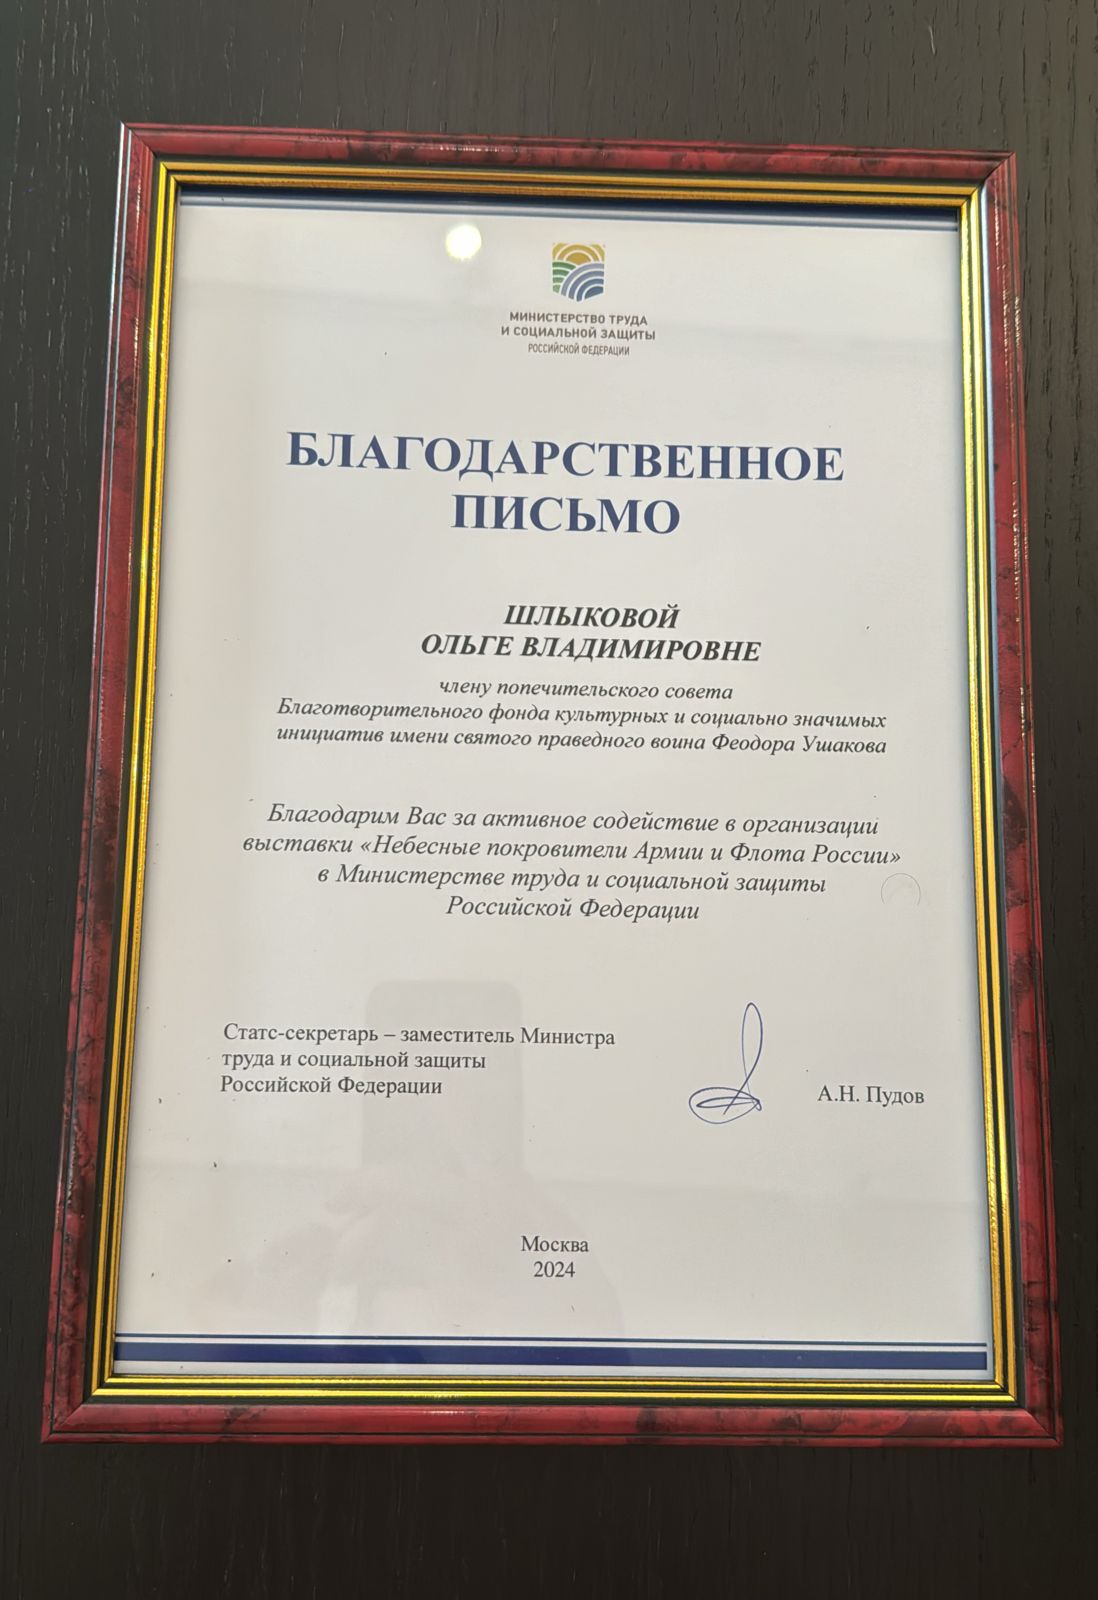 МИНИСТЕРСТВО ТРУДА
И СОЦИАЛЬНОЙ ЗАЩИТЫ
РОССИЙСКОЙ ФЕДЕРАЦИИ
БЛАГОДАРСТВЕННОЕ
ПИСЬМО
ШЛЫКОВОЙ
ОЛЬГЕ ВЛАДИМИРОВНЕ
члену попечительского совета
Благотворительного фонда культурных и социально значимых
инициатив имени святого праведного воина Феодора Ушакова
Благодарим Вас за активное содействие в организации
выставки «Небесные покровители Армии и Флота России»
в Министерстве труда и социальной защиты
Российской Федерации
Статс-секретарь – заместитель Министра
труда и социальной защиты
Российской Федерации
А.Н. Пудов
Москва
2024